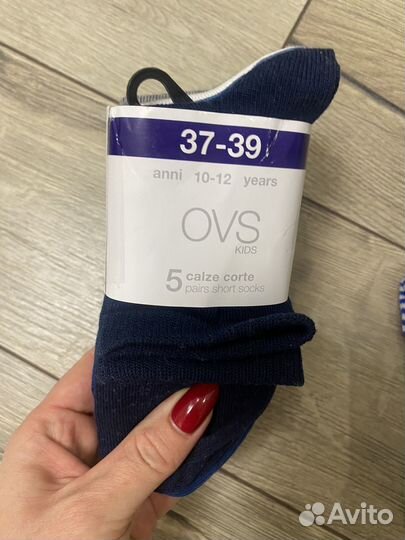 37-39
anni 10-12 years
OVS
KIDS
5 calze corte
pairs short socks
Avito